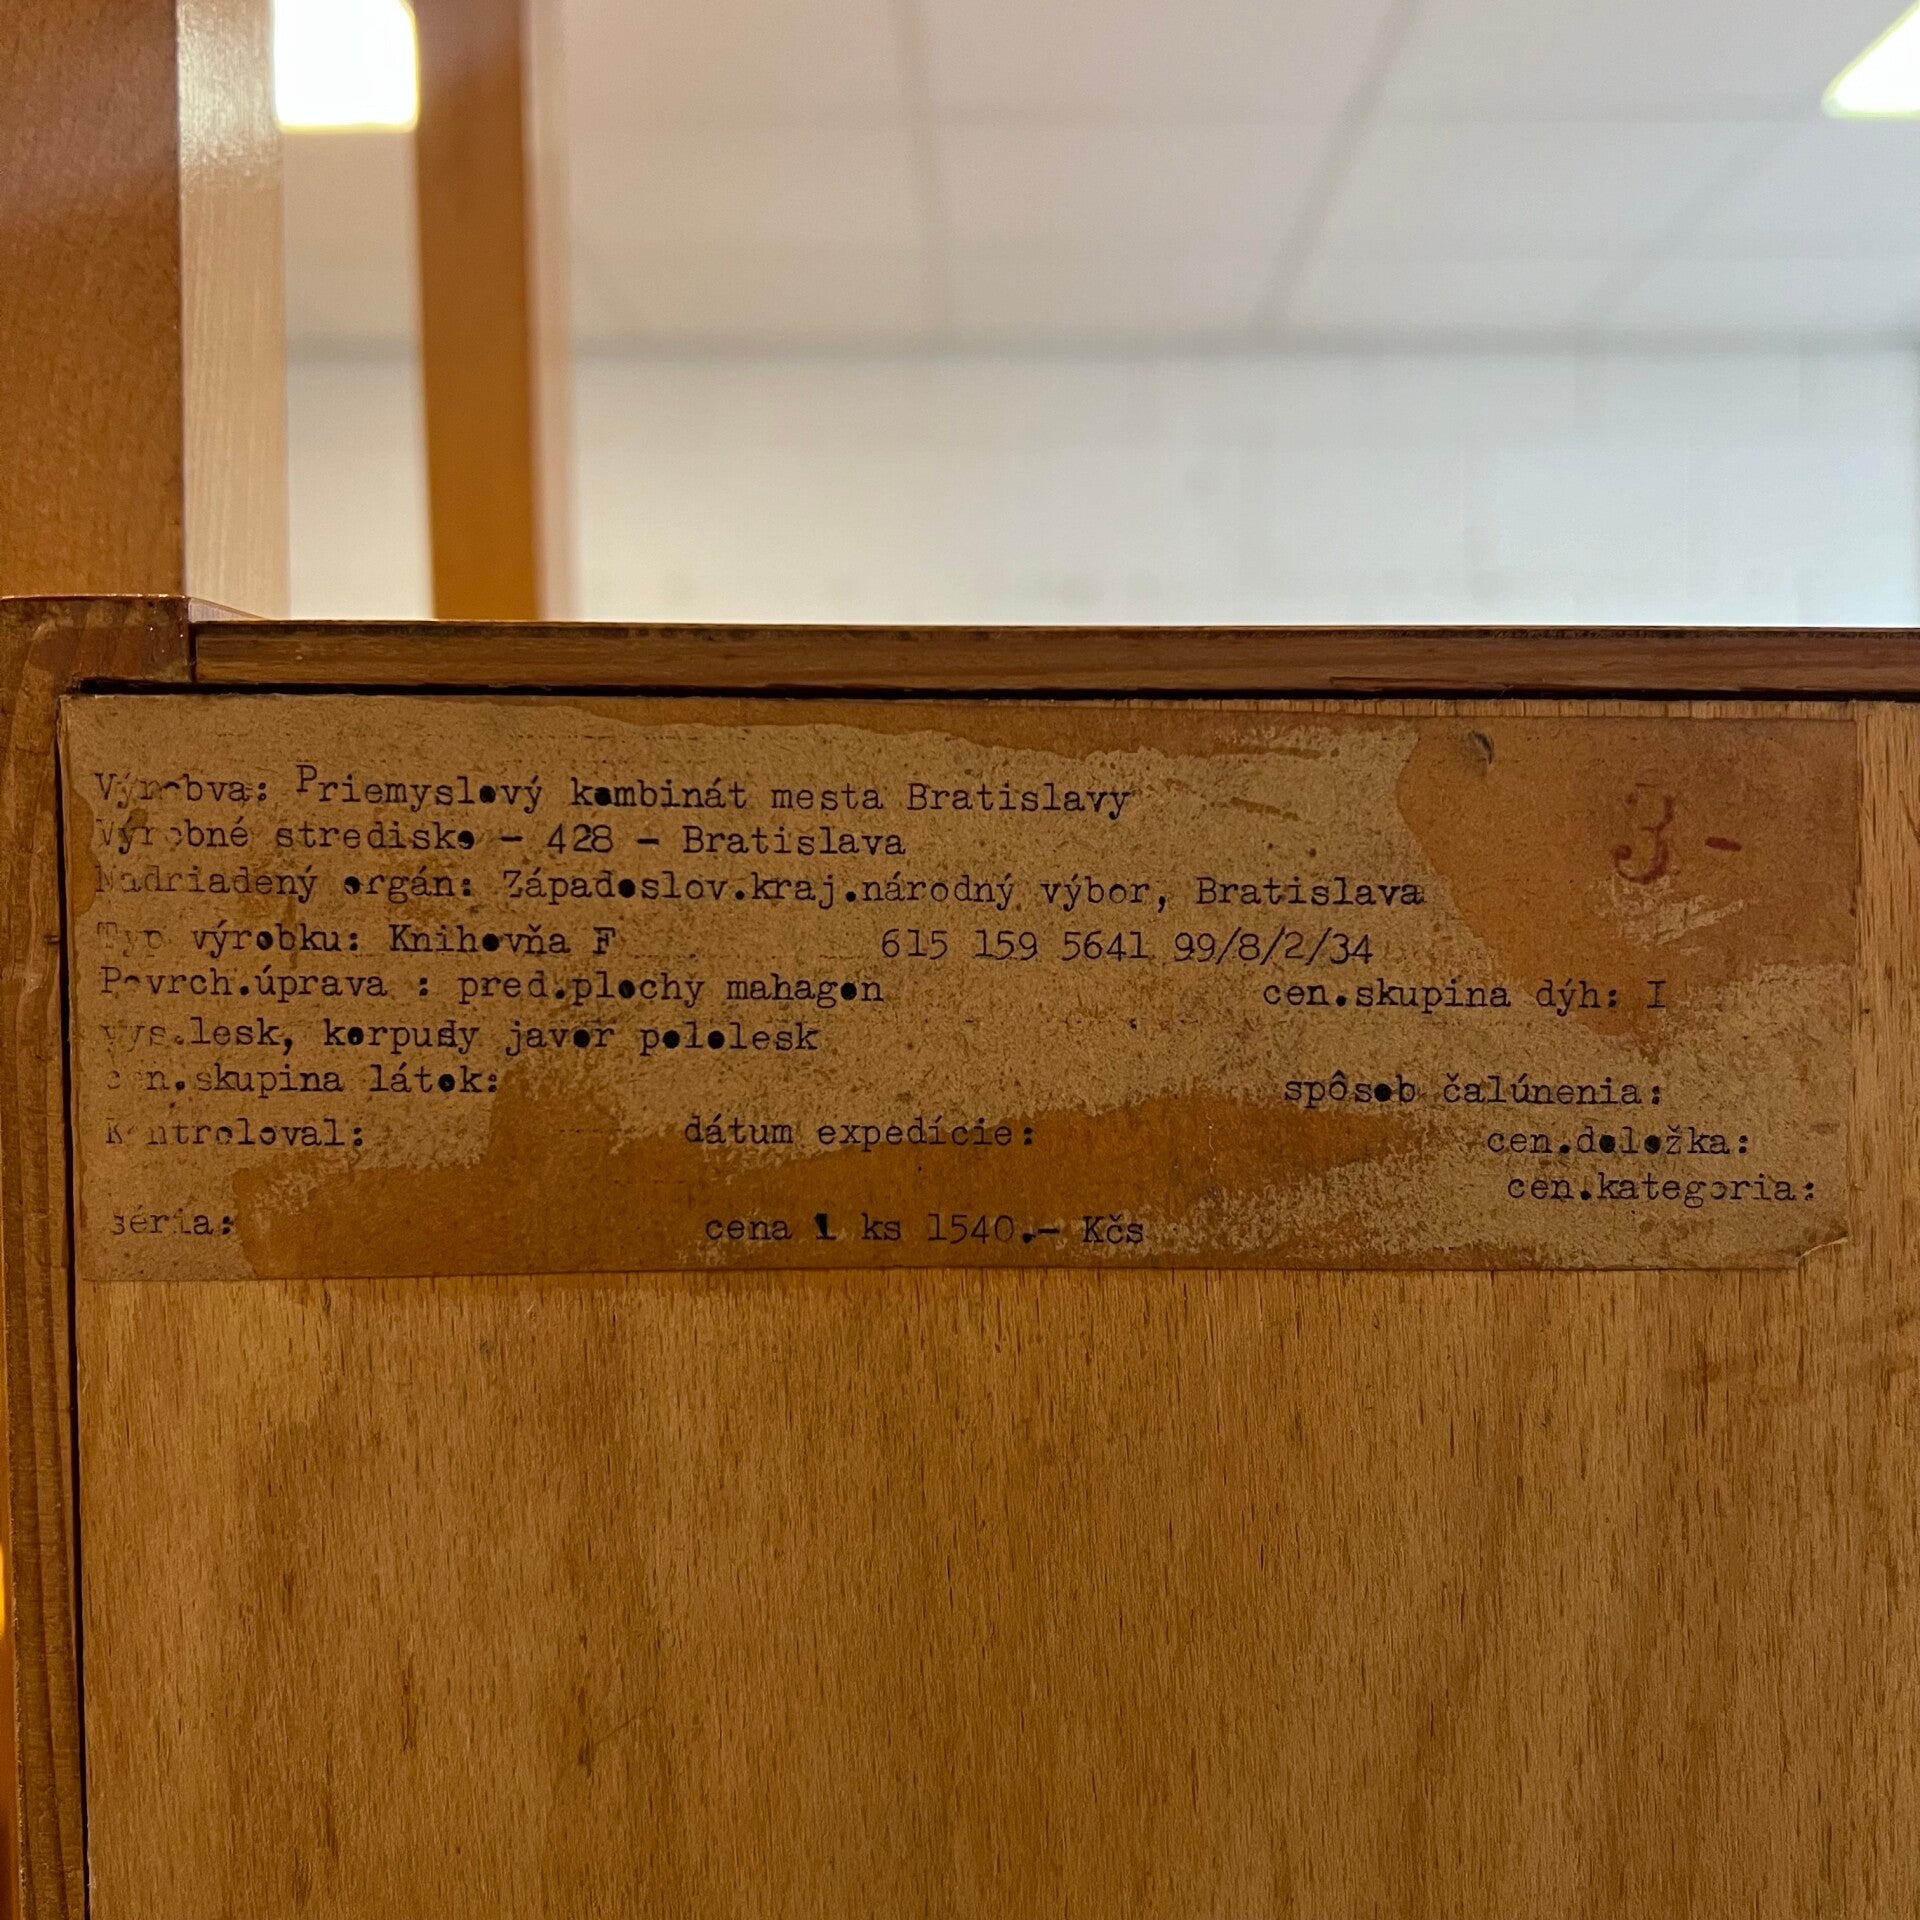 Výrobva: Priemyslový kombinát mesta Bratislavy
3-
Výrobné stredisko - 428 - Bratislava
Nadriadený orgán: Západoslov.kraj.národný výbor, Bratislava
Typ výrobku: Knihovňa F 615 159 5641 99/8/2/34
Povrch.úprava : pred.plochy mahagon cen.skupina dýh: I
vys.lesk, korpusy javor pololesk
cen.skupina látok: spôsob čalúnenia:
Kontroloval: dátum expedície: cen.doložka:
cen.kategoria:
séria: cena 1 ks 1540.- Kčs